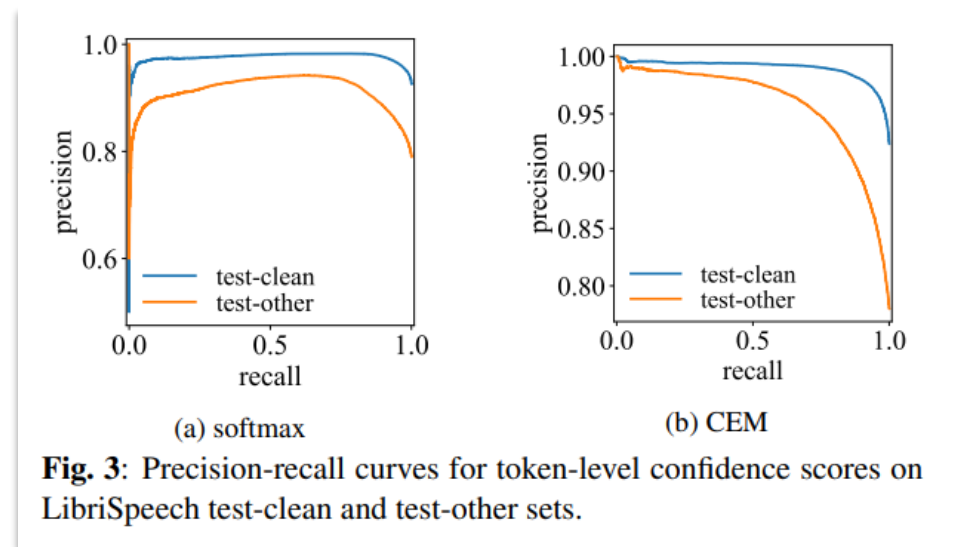 1.0
0.8
0.6
precision
test-clean
test-other
0.0 0.5 1.0
recall
(a) softmax
1.00
0.95
0.90
0.85
0.80
precision
test-clean
test-other
0.0 0.5 1.0
recall
(b) CEM
Fig. 3: Precision-recall curves for token-level confidence scores on
LibriSpeech test-clean and test-other sets.